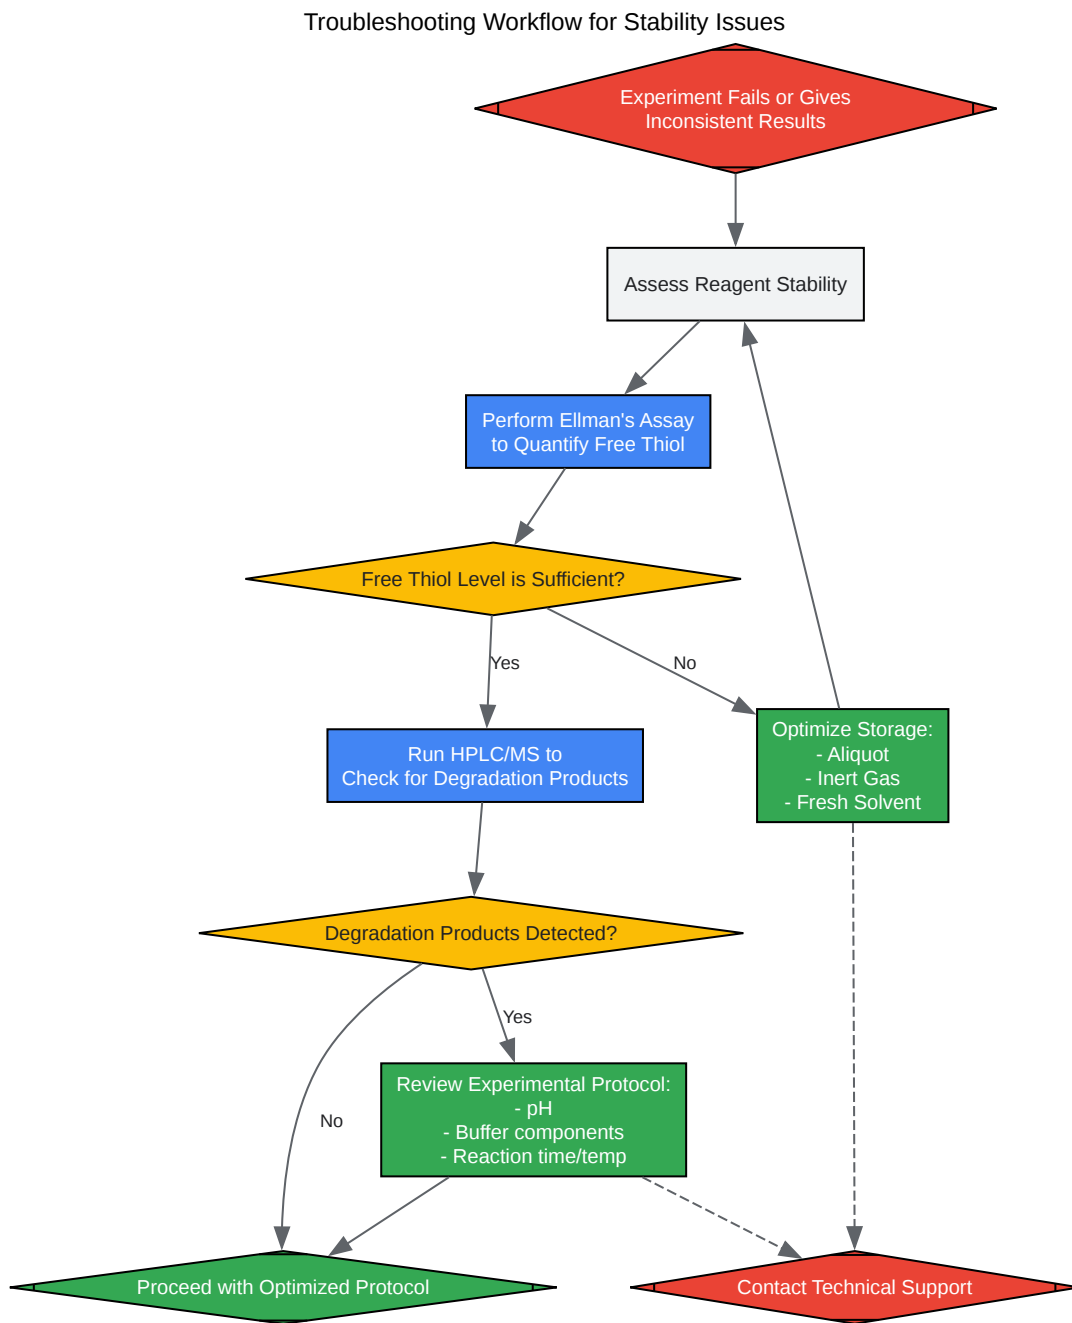 Troubleshooting Workflow for Stability Issues
Experiment Fails or Gives
Inconsistent Results
Assess Reagent Stability
Perform Ellman's Assay
to Quantify Free Thiol
Free Thiol Level is Sufficient?
Yes
No
Run HPLC/MS to
Check for Degradation Products
Optimize Storage:
- Aliquot
- Inert Gas
- Fresh Solvent
Degradation Products Detected?
Yes
No
Review Experimental Protocol:
- pH
- Buffer components
- Reaction time/temp
Proceed with Optimized Protocol
Contact Technical Support